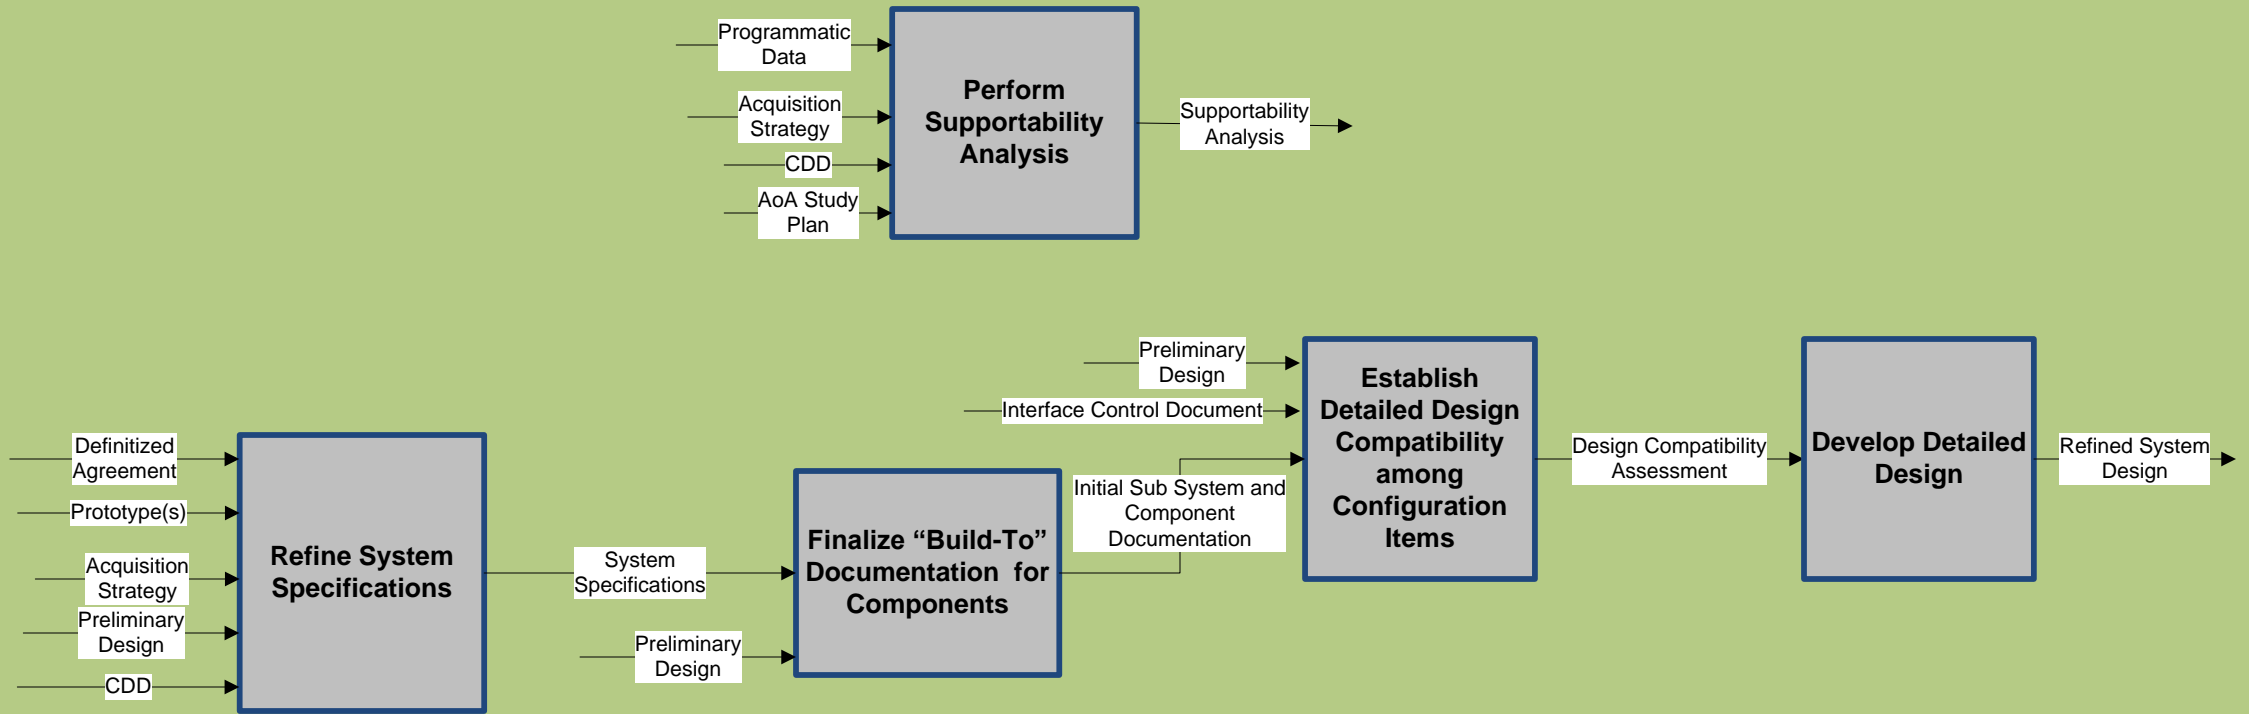 Programmatic
Data
Acquisition
Strategy
CDD
AoA Study
Plan
Perform
Supportability
Analysis
Supportability
Analysis
Definitized
Agreement
Prototype(s)
Acquisition
Strategy
Preliminary
Design
CDD
Refine System
Specifications
System
Specifications
Preliminary
Design
Finalize “Build-To”
Documentation for
Components
Initial Sub System and
Component
Documentation
Preliminary
Design
Interface Control Document
Establish
Detailed Design
Compatibility
among
Configuration
Items
Design Compatibility
Assessment
Develop Detailed
Design
Refined System
Design